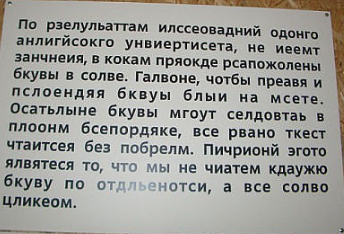 По рзелульаттам илссеовадний одонго
анлигйсокго унвиертисета, не иеемт
занчнеия, в кокам пряокде рсапожолены
бкувы в солве. Галвоне, чотбы преавя и
пслоендяя бквуы блыи на мсете.
Осатьлыне бкувы мгоут селдовтаь в
плоонм бсепордяке, все рвано ткест
чтаитсея без побрелм. Пичрионй эгото
ялвятеся то, что мы не чиатем кдаужю
бкуву по отдльенотси, а все солво
цликеом.